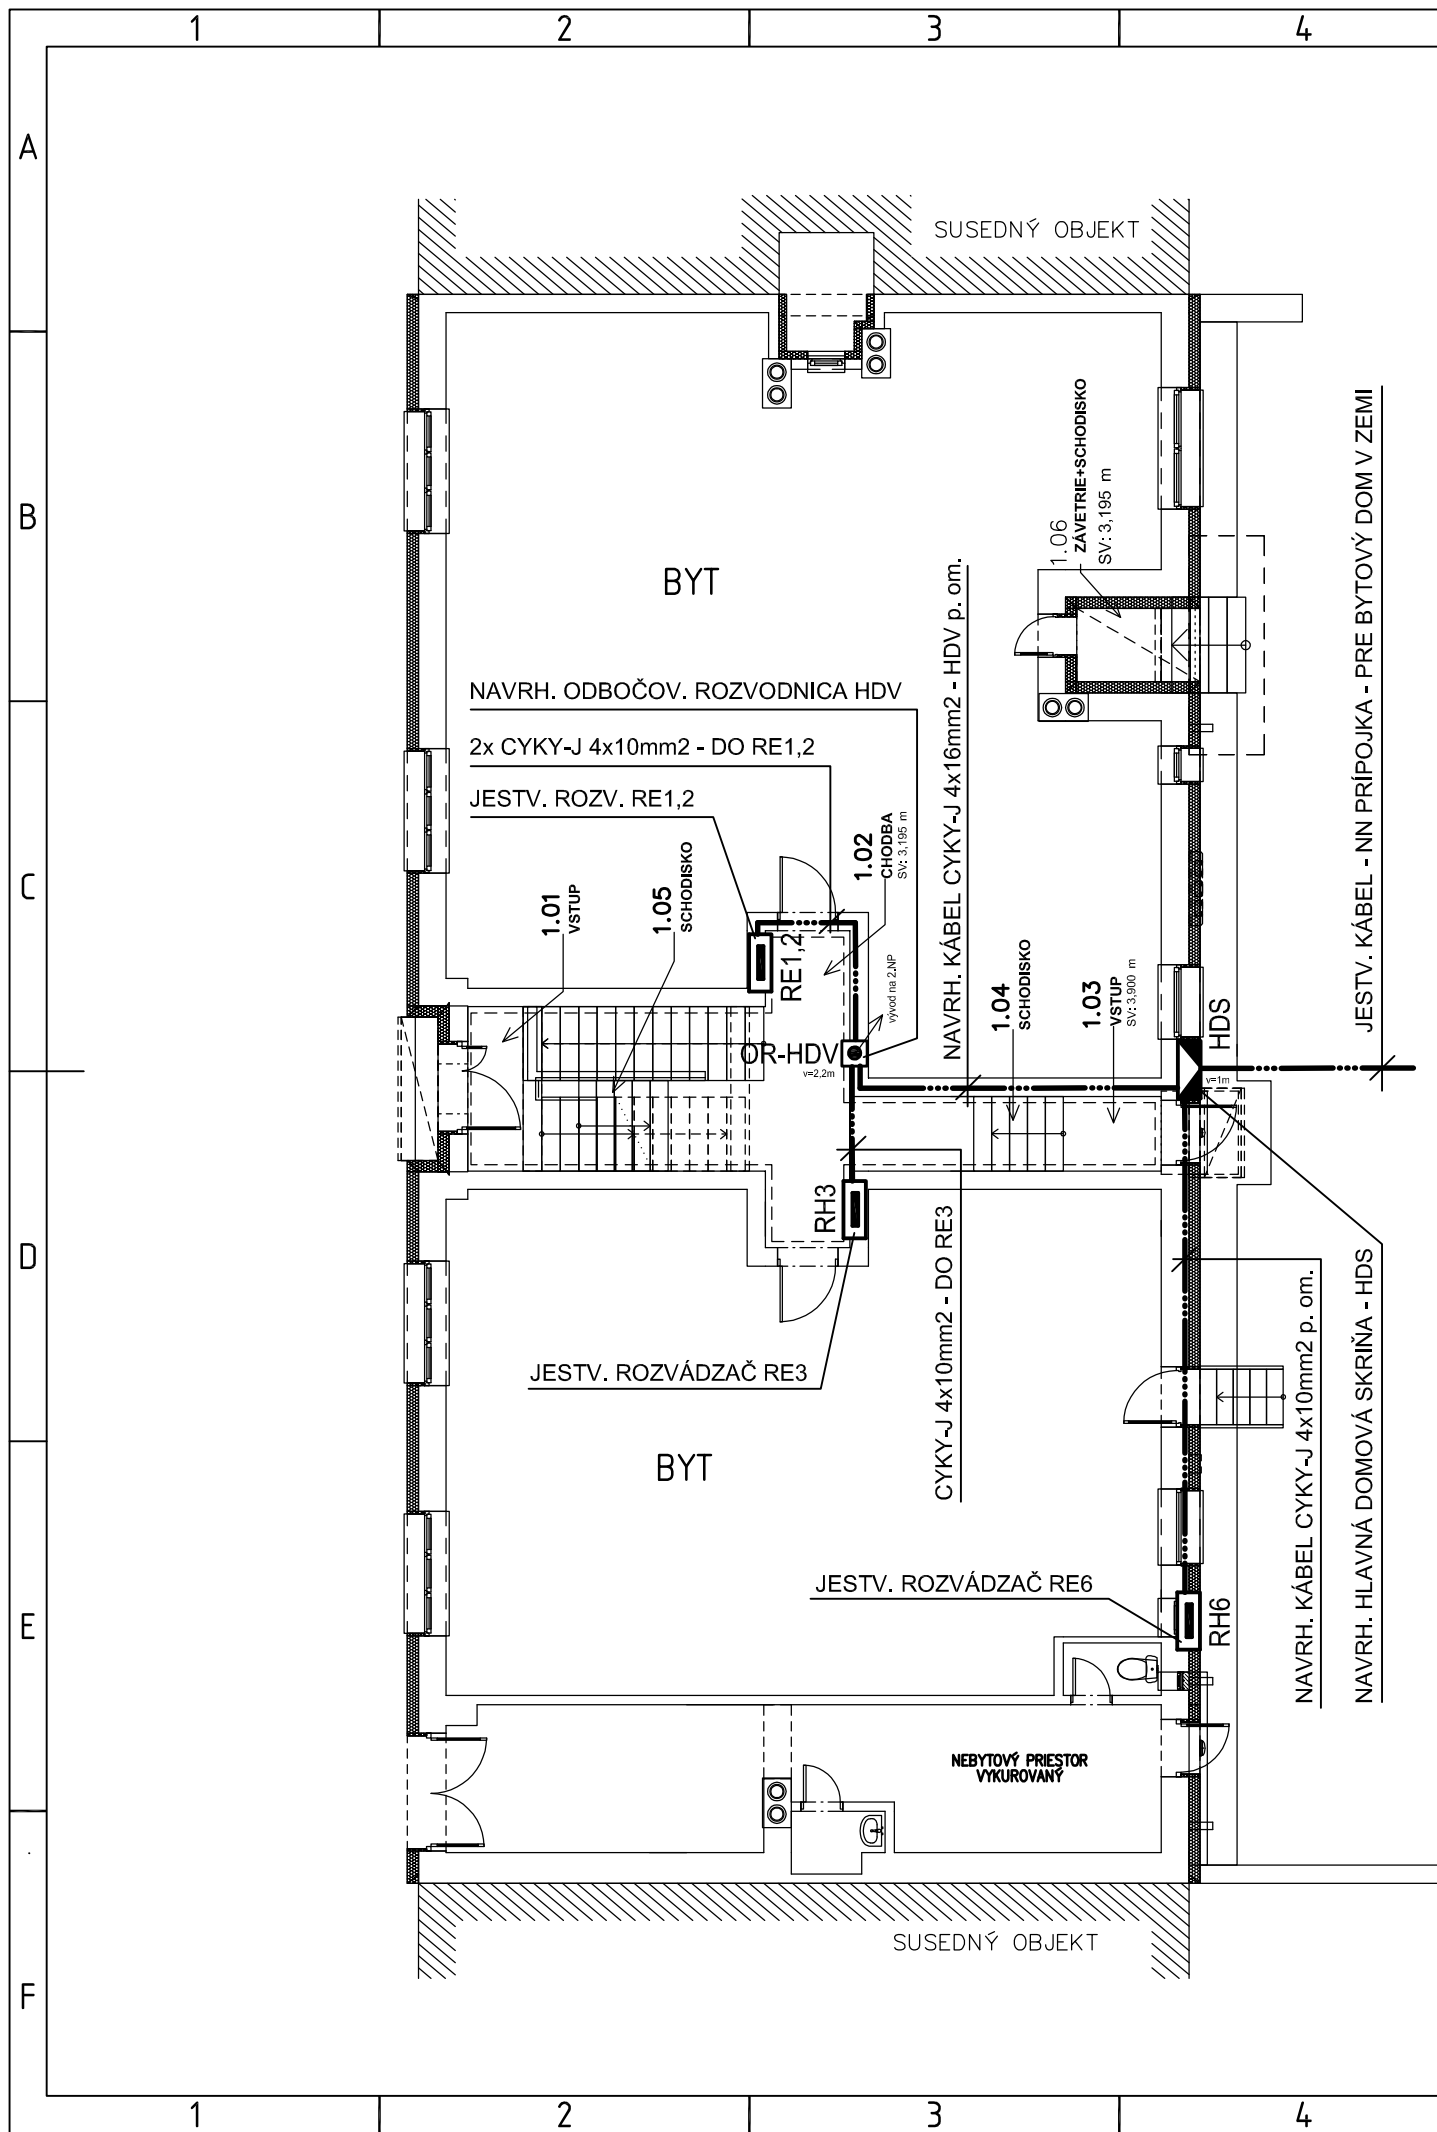 1
2
3
4
A
B
C
D
E
F
SUSEDNÝ OBJEKT
1.06
ZÁVETRIE+SCHODISKO
SV: 3,195 m
JESTV. KÁBEL - NN PRÍPOJKA - PRE BYTOVÝ DOM V ZEMI
BYT
NAVRH. ODBOČOV. ROZVODNICA HDV
2x CYKY-J 4x10mm2 - DO RE1,2
JESTV. ROZV. RE1,2
NAVRH. KÁBEL CYKY-J 4x16mm2 - HDV p. om.
1.01
VSTUP
1.05
SCHODISKO
1.02
CHODBA
SV: 3,195 m
RE1,2
vývod na 2.NP
1.04
SCHODISKO
1.03
VSTUP
SV: 3,900 m
HDS
OR-HDV
v=2,2m
v=1m
RH3
JESTV. ROZVÁDZAČ RE3
CYKY-J 4x10mm2 - DO RE3
BYT
NAVRH. KÁBEL CYKY-J 4x10mm2 p. om.
NAVRH. HLAVNÁ DOMOVÁ SKRIŇA - HDS
JESTV. ROZVÁDZAČ RE6
RH6
NEBYTOVÝ PRIESTOR
VYKUROVANÝ
SUSEDNÝ OBJEKT
1
2
3
4